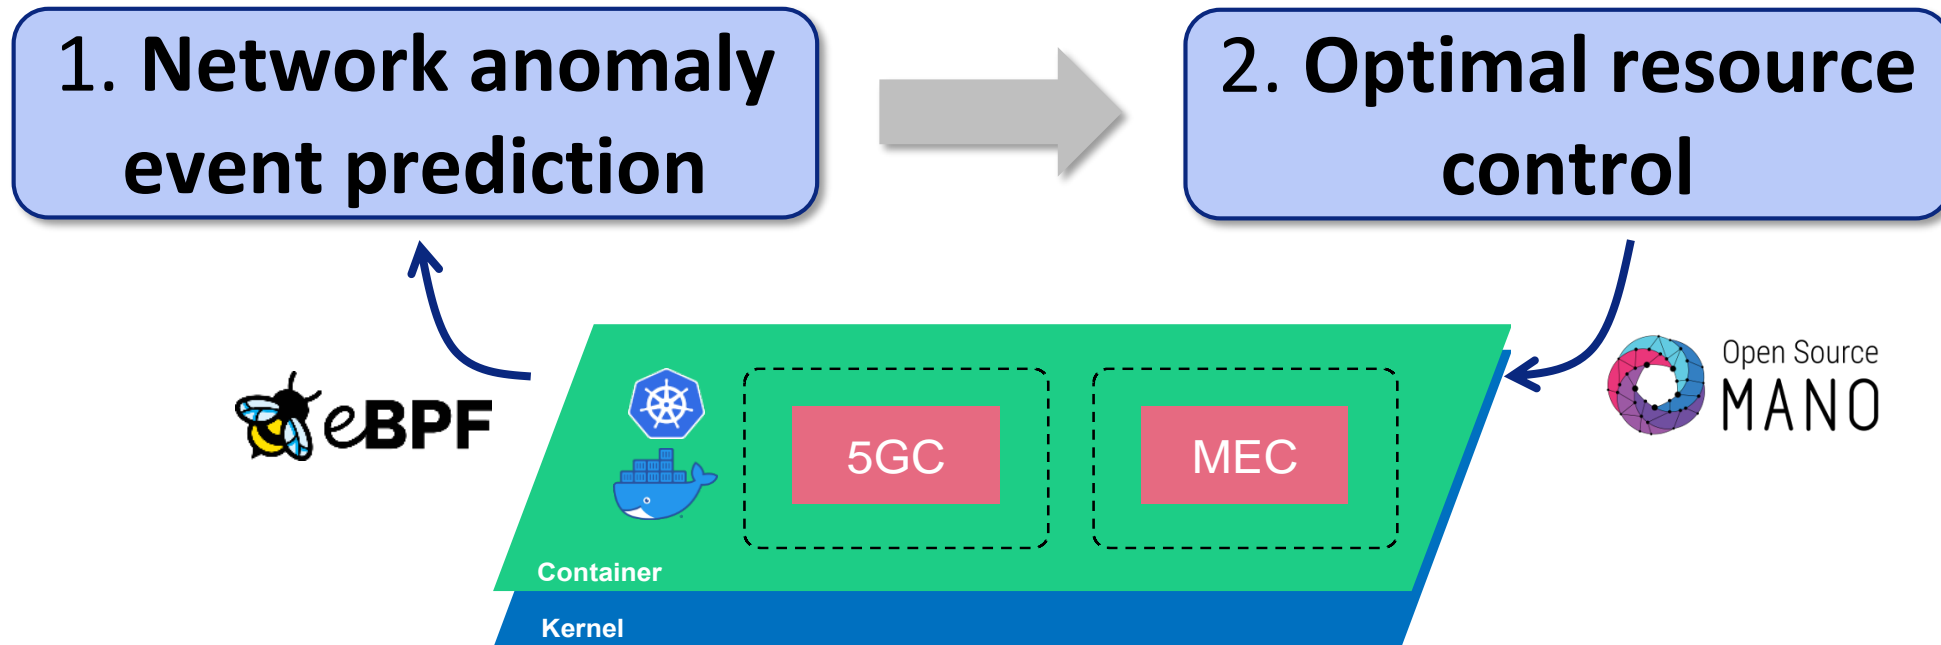 1. Network anomaly
event prediction
2. Optimal resource
control
eBPF
Open Source
MANO
5GC
MEC
Container
Kernel